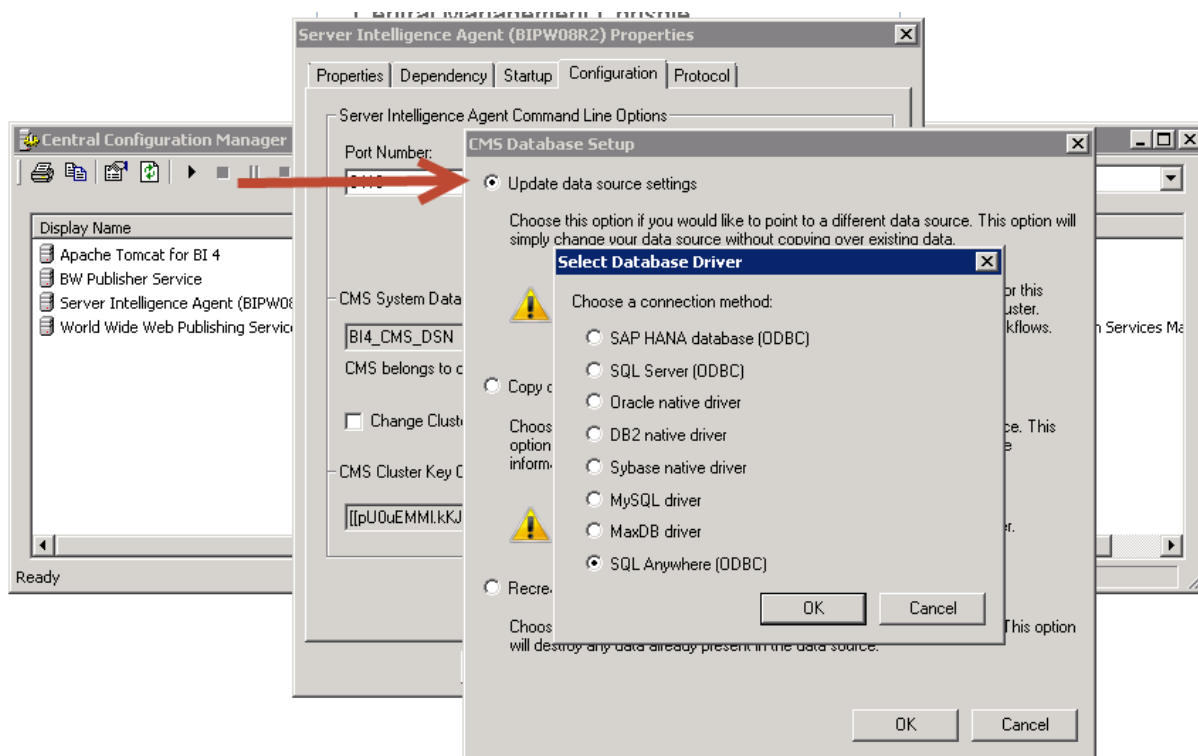 Central Management Console
Server Intelligence Agent (BIPW08R2) Properties
Properties
Dependency
Startup
Configuration
Protocol
Server Intelligence Agent Command Line Options
Central Configuration Manager
Port Number:
CMS Database Setup
Update data source settings
Choose this option if you would like to point to a different data source. This option will
simply change your data source without copying over existing data.
Display Name
Apache Tomcat for BI 4
BW Publisher Service
Server Intelligence Agent (BIPW08
World Wide Web Publishing Servic
n Services Ma
Select Database Driver
Choose a connection method:
SAP HANA database (ODBC)
SQL Server (ODBC)
Oracle native driver
DB2 native driver
Sybase native driver
MySQL driver
MaxDB driver
SQL Anywhere (ODBC)
OK
Cancel
or this
uster.
kflows.
CMS System Data
BI4_CMS_DSN
CMS belongs to c
Change Clust
CMS Cluster Key C
Copy
Choos
ce. This
option
e
inform
r.
Recre
Choos
This option
will destroy any data already present in the data source.
Ready
OK
Cancel